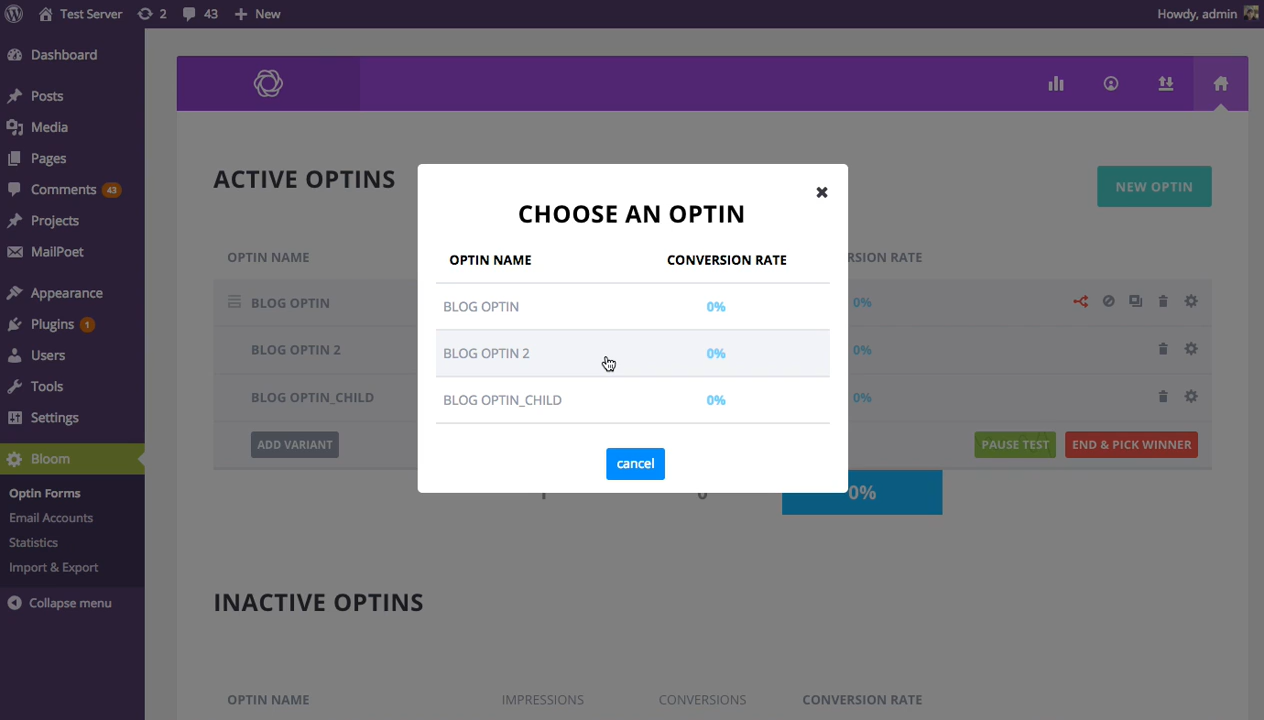 Test Server 2 43 New Howdy, admin
Dashboard
Posts
Media
Pages
Comments 43
Projects
MailPoet
Appearance
Plugins 1
Users
Tools
Settings
Bloom
Optin Forms
Email Accounts
Statistics
Import & Export
Collapse menu
ACTIVE OPTINS
NEW OPTIN
OPTIN NAME RSION RATE
BLOG OPTIN 0%
BLOG OPTIN 2 0%
BLOG OPTIN_CHILD 0%
ADD VARIANT PAUSE TEST END & PICK WINNER
0%
CHOOSE AN OPTIN
OPTIN NAME CONVERSION RATE
BLOG OPTIN 0%
BLOG OPTIN 2 0%
BLOG OPTIN_CHILD 0%
cancel
INACTIVE OPTINS
OPTIN NAME IMPRESSIONS CONVERSIONS CONVERSION RATE